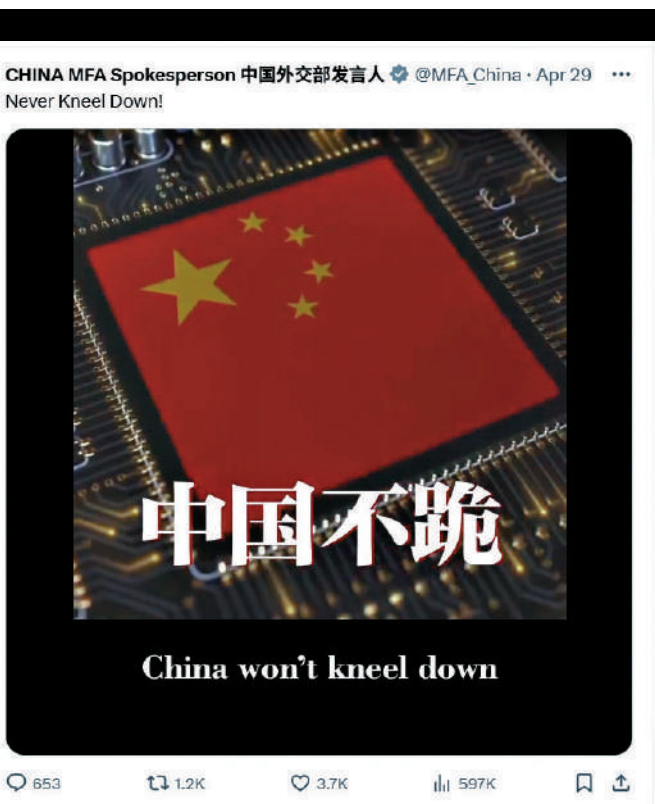 CHINA MFA Spokesperson 中国外交部发言人 @MFA_China · Apr 29 ···
Never Kneel Down!
中国不跪
China won't kneel down
653 1.2K 3.7K 597K